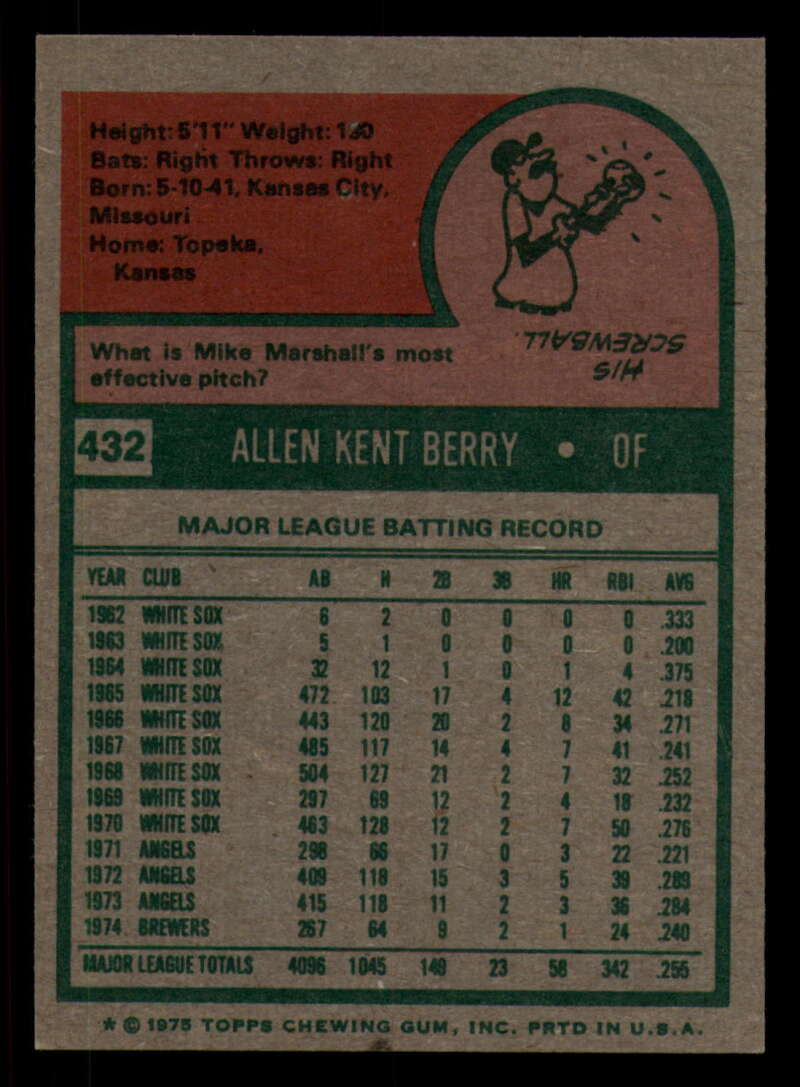 Height: 5'11" Weight: 180
Bats: Right Throws: Right
Born: 5-10-41, Kansas City,
Missouri
Home: Topeka,
Kansas
What is Mike Marshall's most
effective pitch?
HIS
SCREWBALL.
432 ALLEN KENT BERRY • OF
MAJOR LEAGUE BATTING RECORD
YEAR CLUB AB H 2B 3B HR RBI AVG
1962 WHITE SOX 6 2 0 0 0 0 .333
1963 WHITE SOX 5 1 0 0 0 0 .200
1964 WHITE SOX 32 12 1 0 1 4 .375
1965 WHITE SOX 472 103 17 4 12 42 .218
1966 WHITE SOX 443 120 20 2 8 34 .271
1967 WHITE SOX 485 117 14 4 7 41 .241
1968 WHITE SOX 504 127 21 2 7 32 .252
1969 WHITE SOX 297 69 12 2 4 18 .232
1970 WHITE SOX 463 128 12 2 7 50 .276
1971 ANGELS 298 66 17 0 3 22 .221
1972 ANGELS 409 118 15 3 5 39 .289
1973 ANGELS 415 118 11 2 3 36 .284
1974 BREWERS 267 64 9 2 1 24 .240
MAJOR LEAGUE TOTALS 4096 1045 149 23 58 342 .255
* © 1975 TOPPS CHEWING GUM, INC. PRTD IN U.S.A.